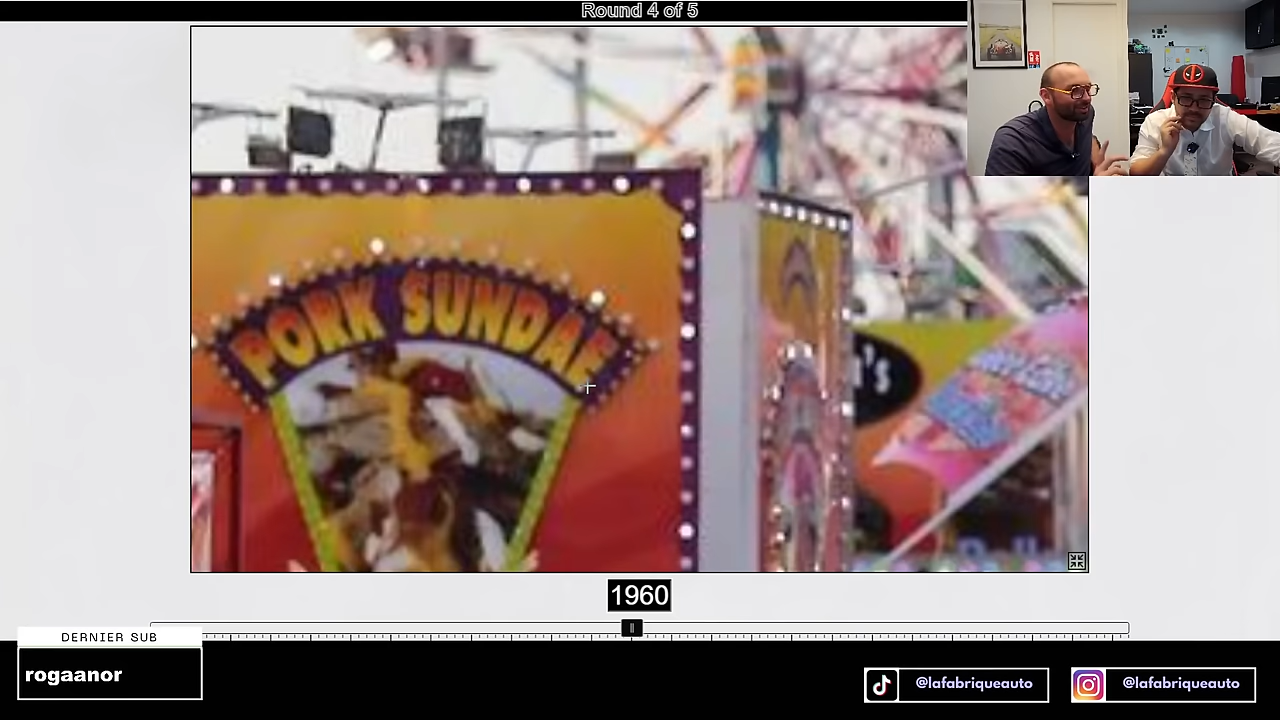 Round 4 of 5
PORK SUNDAE
's
1960
DERNIER SUB
rogaanor
@lafabriqueauto
@lafabriqueauto